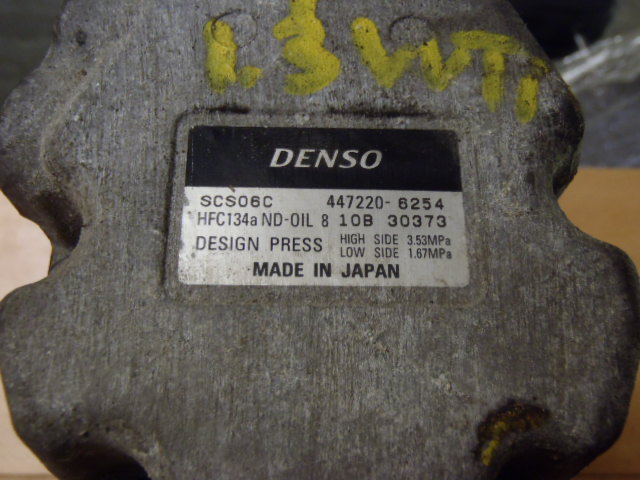 1.3 VVTi
DENSO
SCS06C 447220-6254
HFC134a ND-OIL 8 10B 30373
DESIGN PRESS HIGH SIDE 3.53MPa
LOW SIDE 1.67MPa
MADE IN JAPAN